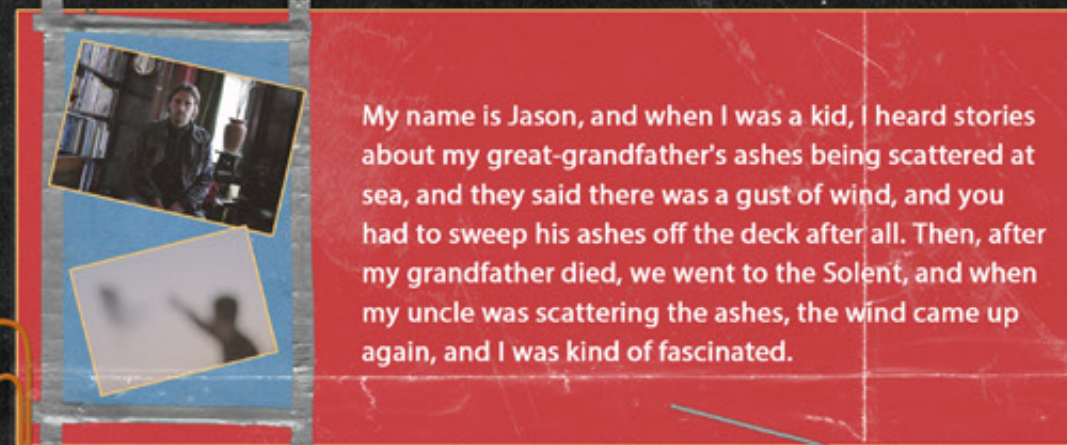 My name is Jason, and when I was a kid, I heard stories
about my great-grandfather's ashes being scattered at
sea, and they said there was a gust of wind, and you
had to sweep his ashes off the deck after all. Then, after
my grandfather died, we went to the Solent, and when
my uncle was scattering the ashes, the wind came up
again, and I was kind of fascinated.